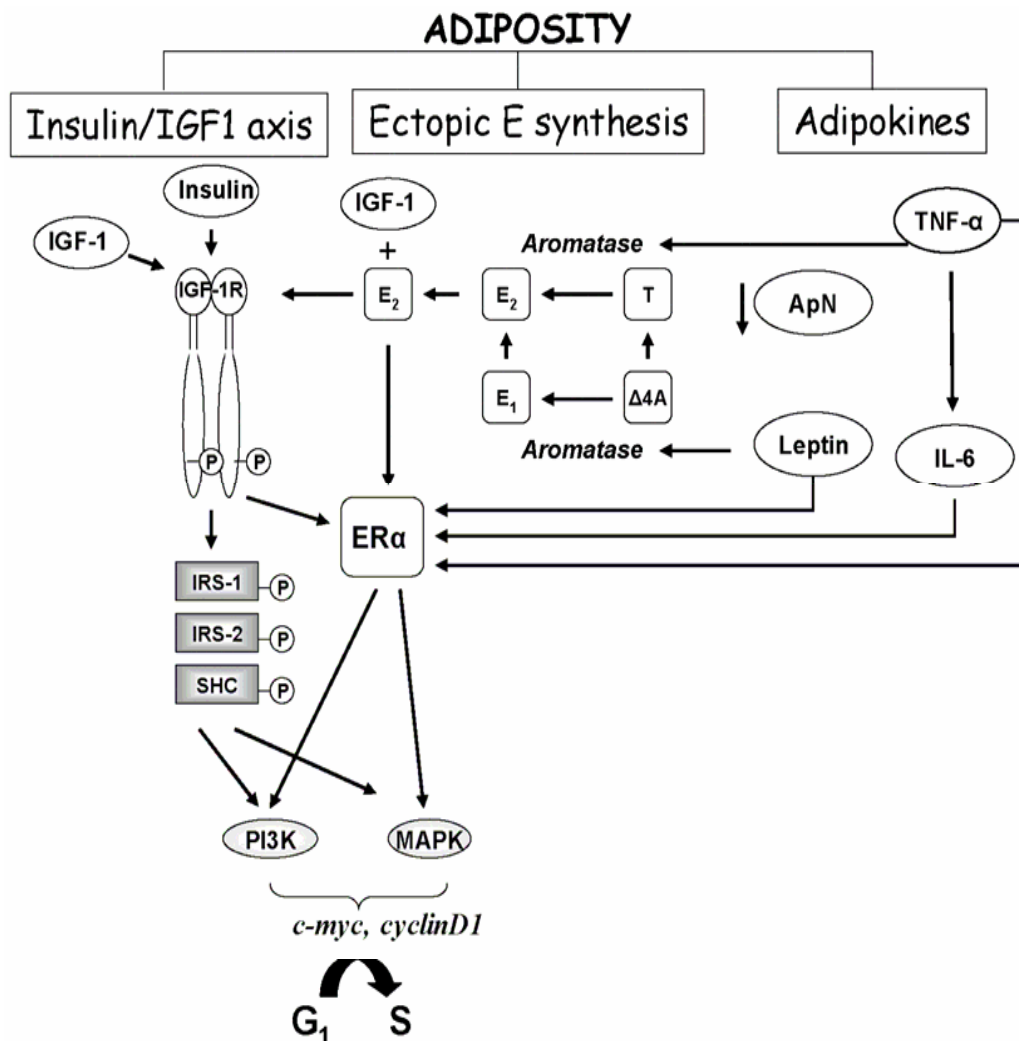 ADIPOSITY
Insulin/IGF1 axis
Ectopic E synthesis
Adipokines
Insulin
IGF-1
IGF-1R
P
P
IRS-1
P
IRS-2
P
SHC
P
IGF-1
+
E₂
E₂
T
E₁
Δ4A
Aromatase
Aromatase
TNF-α
ApN
Leptin
IL-6
ERα
PI3K
MAPK
c-myc, cyclinD1
G₁
S